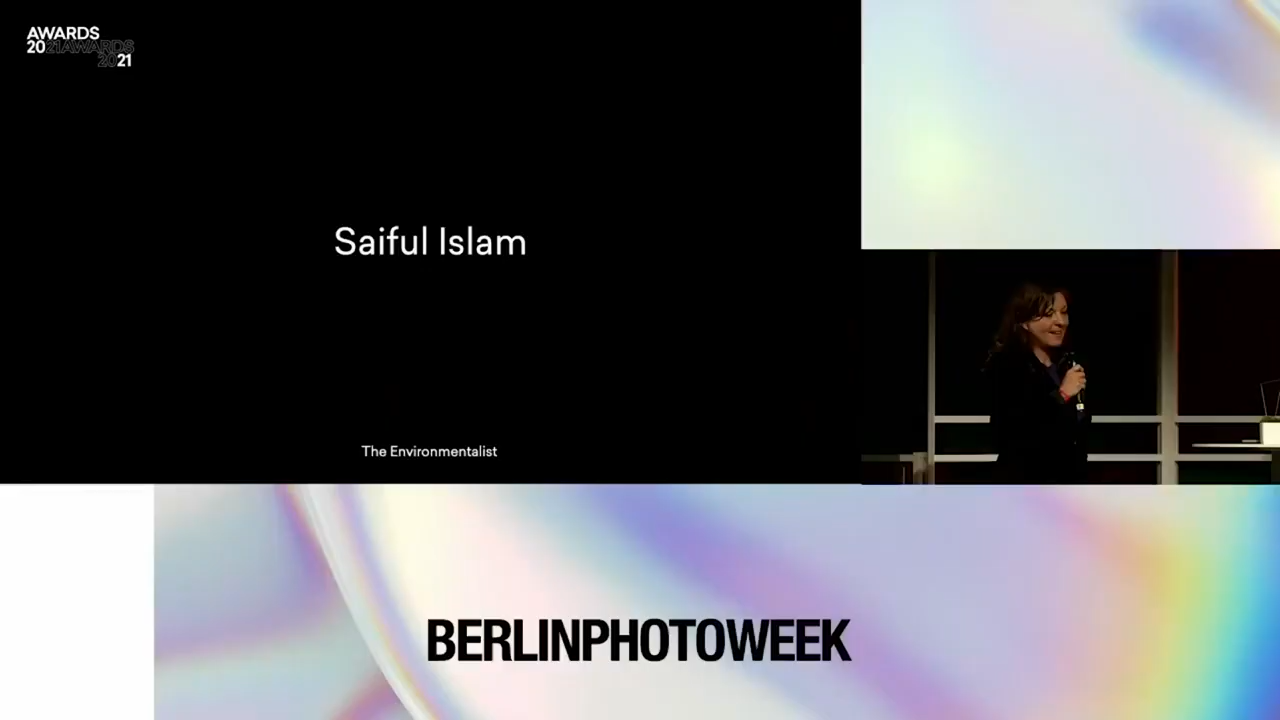 AWARDS
2021AWARDS
2021
Saiful Islam
The Environmentalist
BERLINPHOTOWEEK